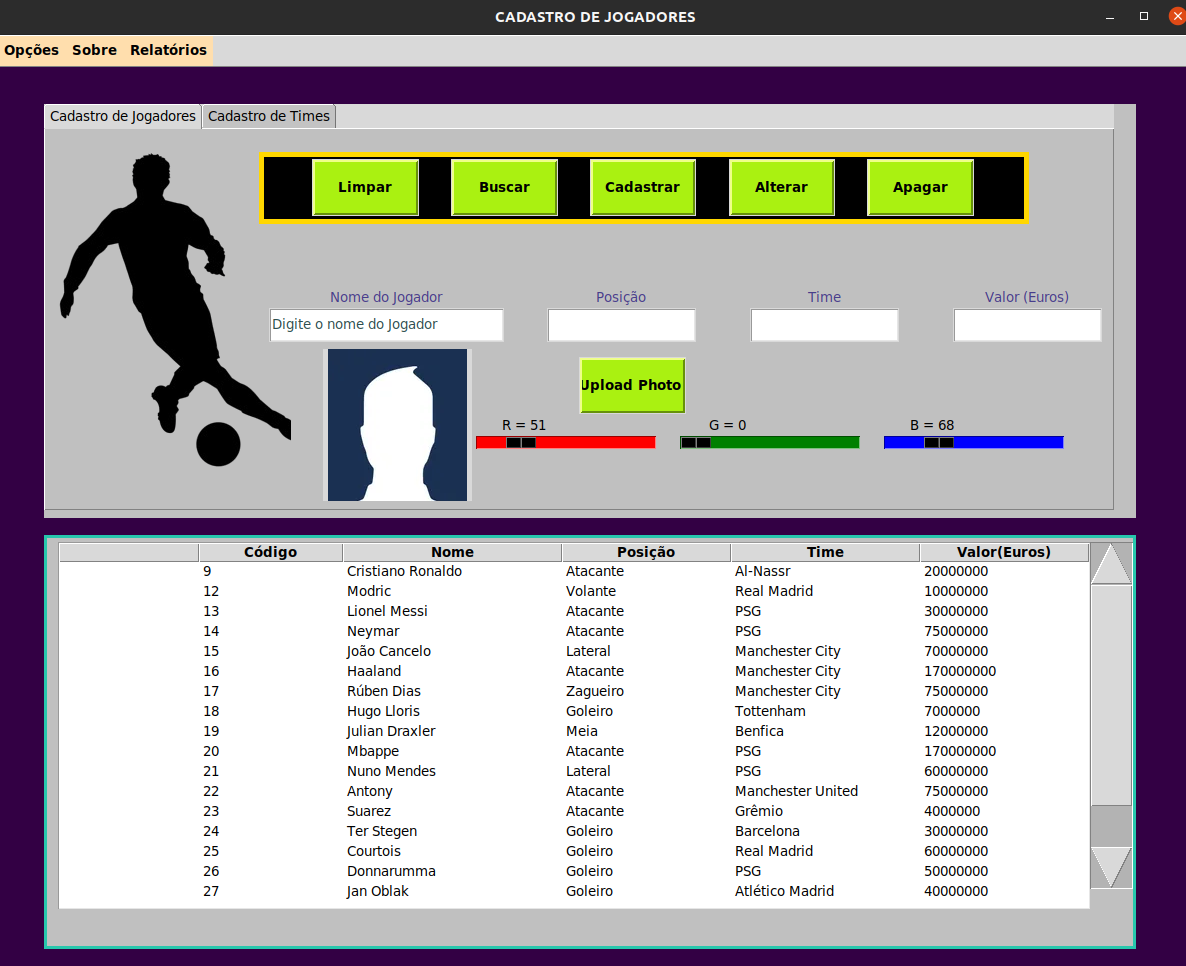 CADASTRO DE JOGADORES
Opções Sobre Relatórios
Cadastro de Jogadores Cadastro de Times
Limpar Buscar Cadastrar Alterar Apagar
Nome do Jogador Posição Time Valor (Euros)
Digite o nome do Jogador
Upload Photo
R = 51 G = 0 B = 68
Código Nome Posição Time Valor(Euros)
9 Cristiano Ronaldo Atacante Al-Nassr 20000000
12 Modric Volante Real Madrid 10000000
13 Lionel Messi Atacante PSG 30000000
14 Neymar Atacante PSG 75000000
15 João Cancelo Lateral Manchester City 70000000
16 Haaland Atacante Manchester City 170000000
17 Rúben Dias Zagueiro Manchester City 75000000
18 Hugo Lloris Goleiro Tottenham 7000000
19 Julian Draxler Meia Benfica 12000000
20 Mbappe Atacante PSG 170000000
21 Nuno Mendes Lateral PSG 60000000
22 Antony Atacante Manchester United 75000000
23 Suarez Atacante Grêmio 4000000
24 Ter Stegen Goleiro Barcelona 30000000
25 Courtois Goleiro Real Madrid 60000000
26 Donnarumma Goleiro PSG 50000000
27 Jan Oblak Goleiro Atlético Madrid 40000000